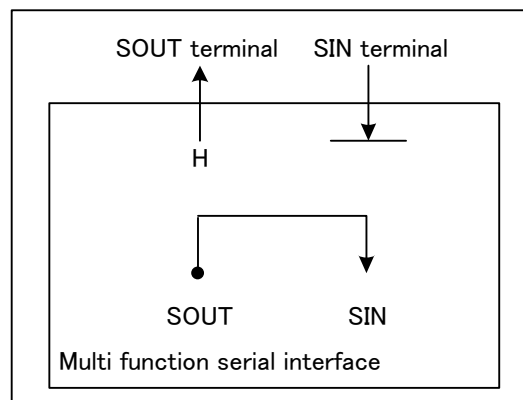 SOUT terminal SIN terminal
H
SOUT SIN
Multi function serial interface